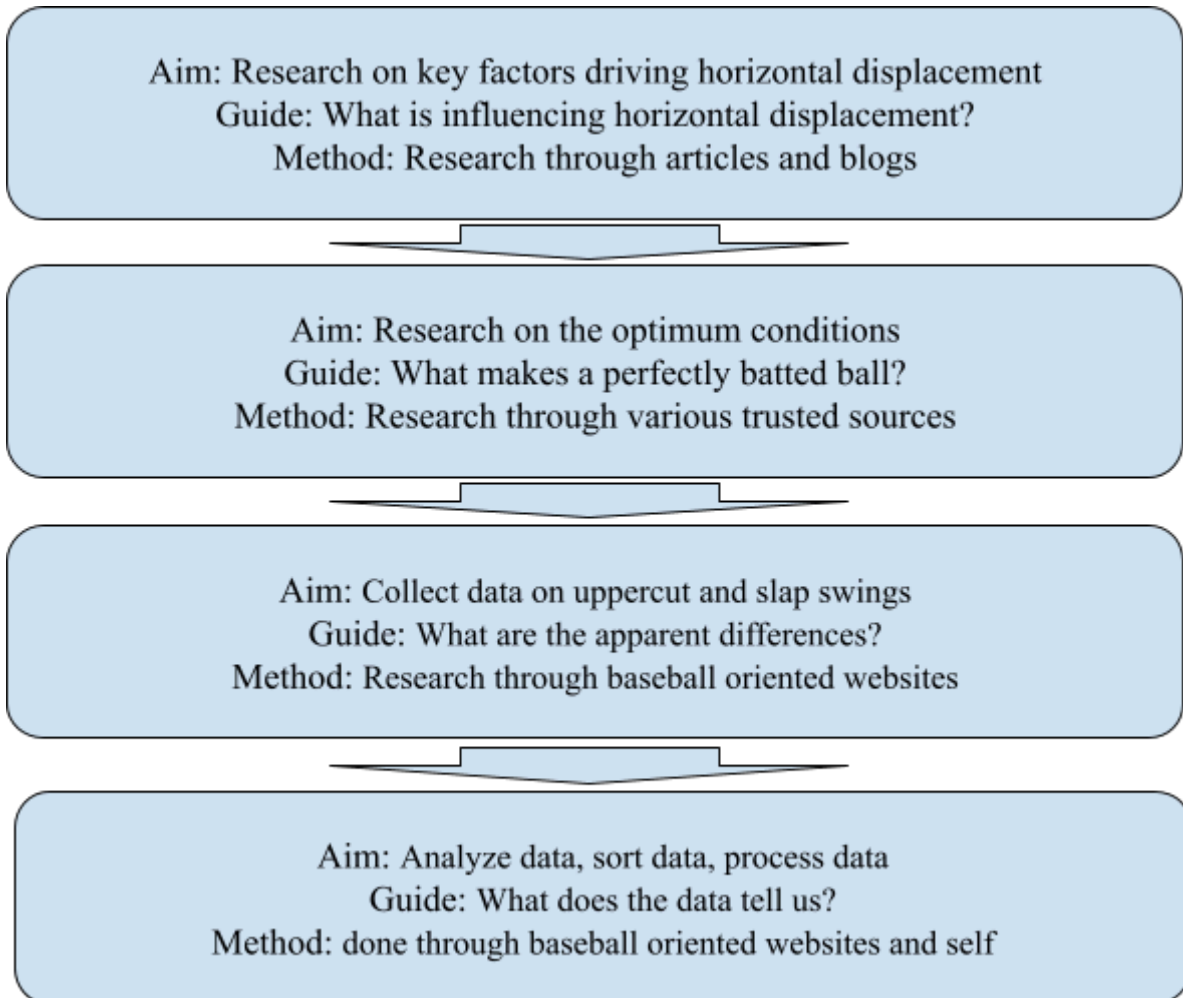 Aim: Research on key factors driving horizontal displacement
Guide: What is influencing horizontal displacement?
Method: Research through articles and blogs
Aim: Research on the optimum conditions
Guide: What makes a perfectly batted ball?
Method: Research through various trusted sources
Aim: Collect data on uppercut and slap swings
Guide: What are the apparent differences?
Method: Research through baseball oriented websites
Aim: Analyze data, sort data, process data
Guide: What does the data tell us?
Method: done through baseball oriented websites and self